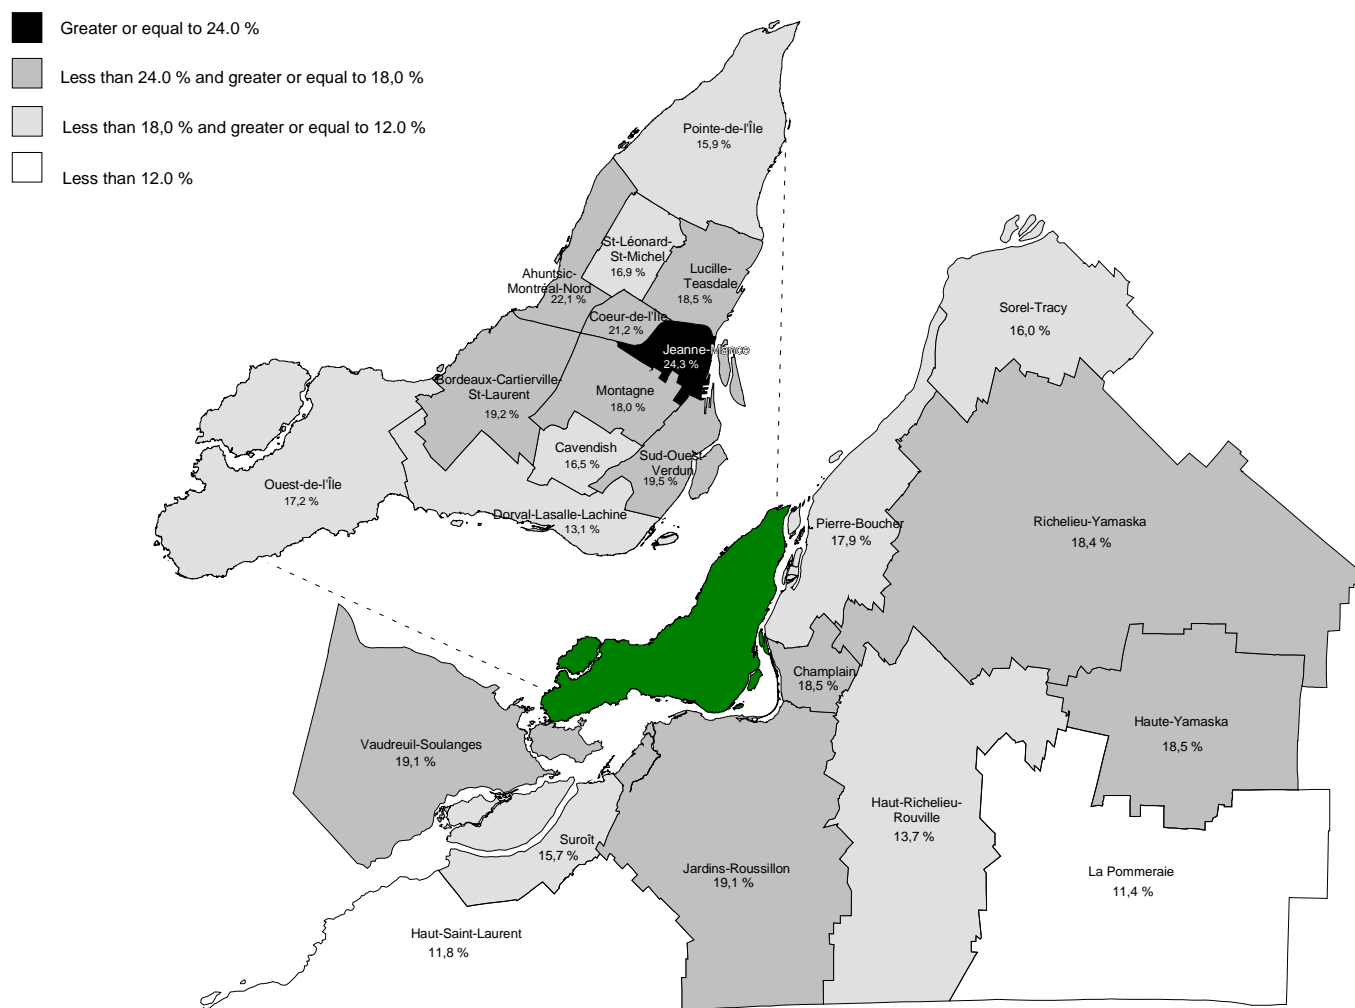 Greater or equal to 24.0 %
Less than 24.0 % and greater or equal to 18,0 %
Less than 18,0 % and greater or equal to 12.0 %
Less than 12.0 %
Pointe-de-l'Île
15,9 %
St-Léonard-
St-Michel
16,9 %
Lucille-
Teasdale
18,5 %
Ahuntsic-
Montréal-Nord
22,1 %
Coeur-de-l'Île
21,2 %
Jeanne-Mance
24,3 %
Bordeaux-Cartierville-
St-Laurent
19,2 %
Montagne
18,0 %
Cavendish
16,5 %
Sud-Ouest-
Verdun
19,5 %
Ouest-de-l'Île
17,2 %
Dorval-Lasalle-Lachine
13,1 %
Sorel-Tracy
16,0 %
Pierre-Boucher
17,9 %
Richelieu-Yamaska
18,4 %
Champlain
18,5 %
Haute-Yamaska
18,5 %
Vaudreuil-Soulanges
19,1 %
Haut-Richelieu-
Rouville
13,7 %
Suroît
15,7 %
Jardins-Roussillon
19,1 %
La Pommeraie
11,4 %
Haut-Saint-Laurent
11,8 %